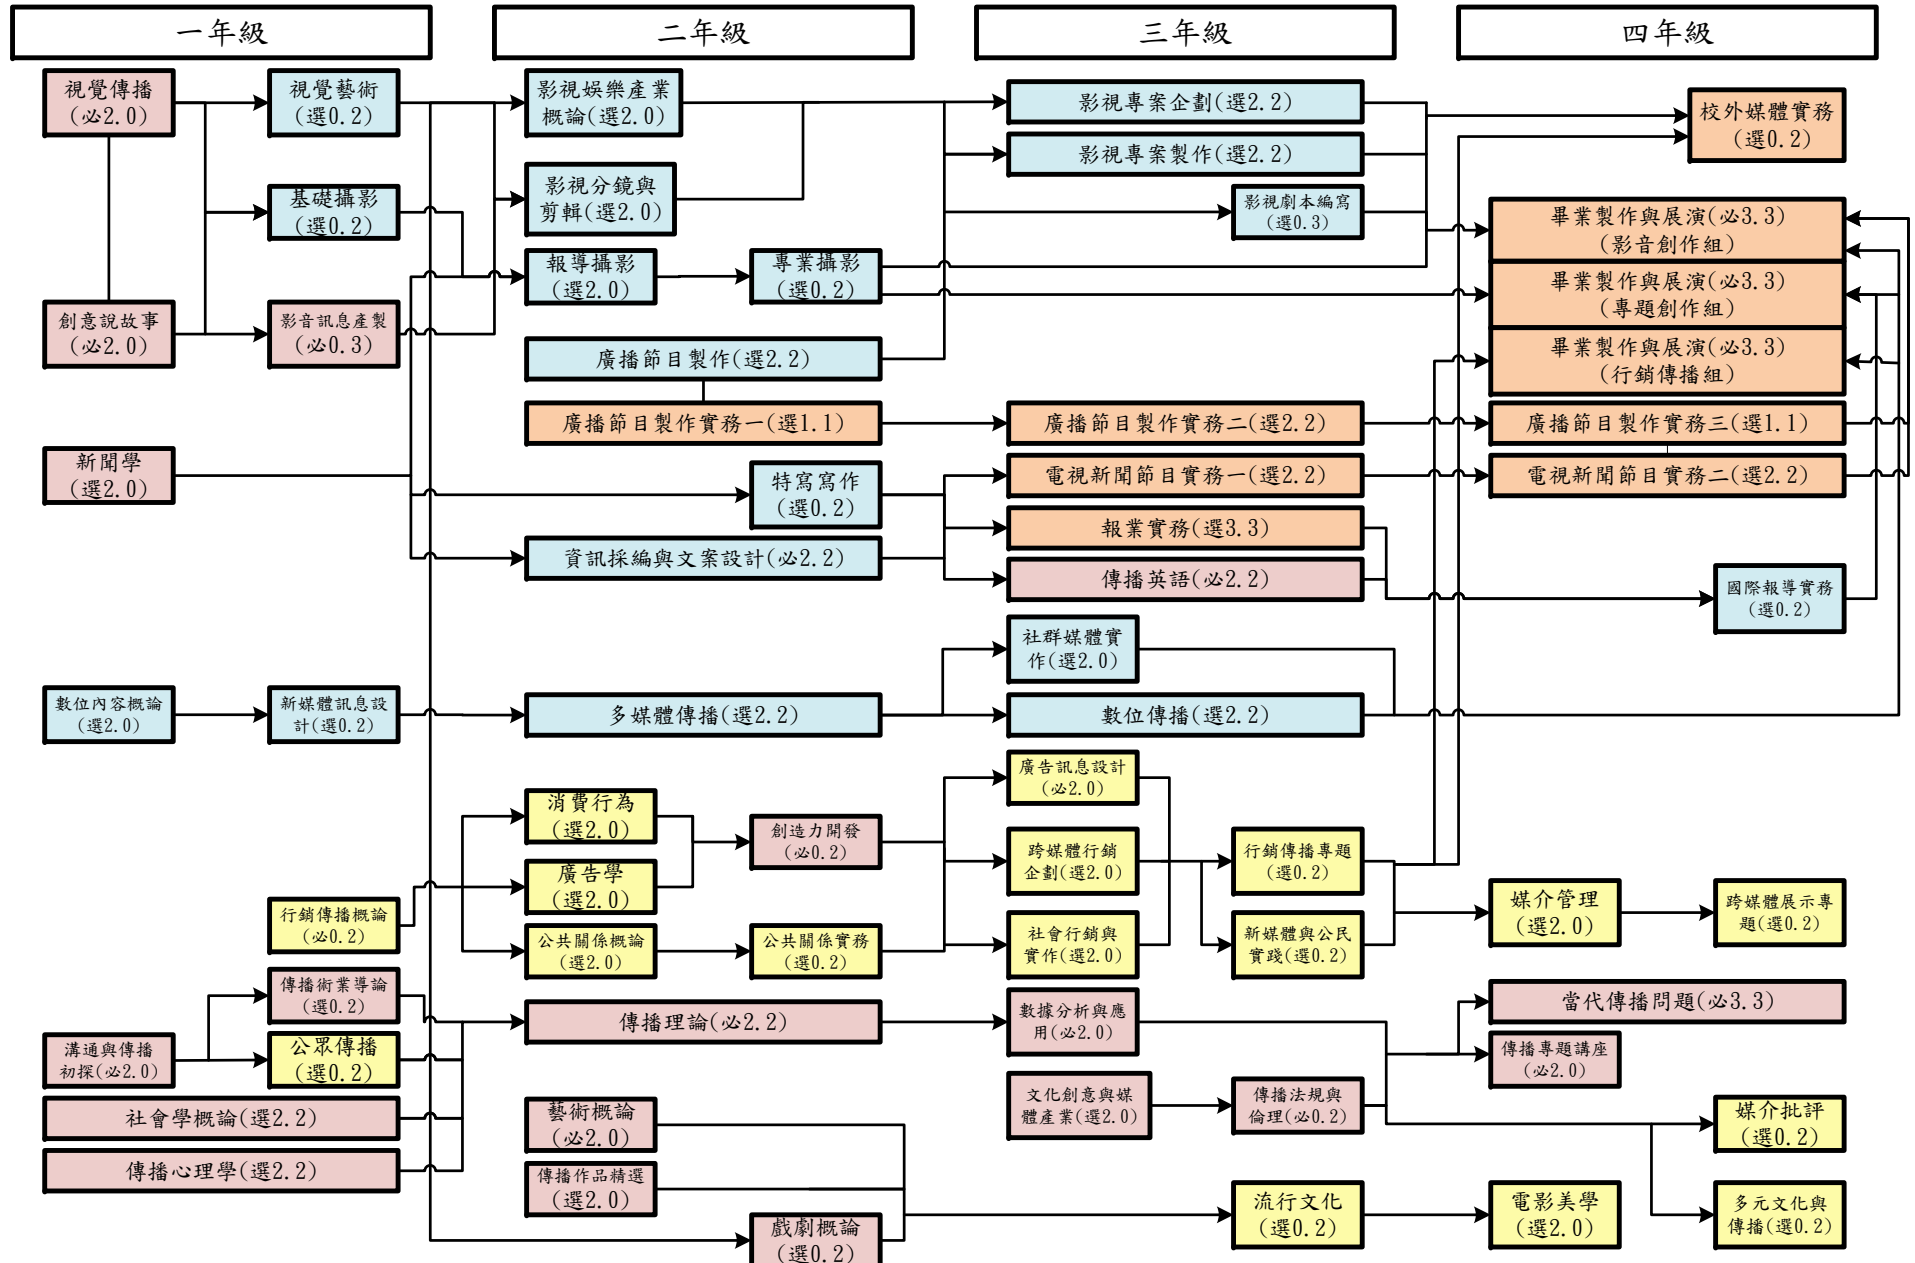 一年級
二年級
三年級
四年級
視覺傳播
(必2.0)
視覺藝術
(選0.2)
基礎攝影
(選0.2)
創意說故事
(必2.0)
影音訊息產製
(必0.3)
新聞學
(選2.0)
數位內容概論
(選2.0)
新媒體訊息設
計(選0.2)
行銷傳播概論
(必0.2)
傳播術業導論
(選0.2)
溝通與傳播
初探(必2.0)
公眾傳播
(選0.2)
社會學概論(選2.2)
傳播心理學(選2.2)
影視娛樂產業
概論(選2.0)
影視分鏡與
剪輯(選2.0)
報導攝影
(選2.0)
專業攝影
(選0.2)
廣播節目製作(選2.2)
廣播節目製作實務一(選1.1)
特寫寫作
(選0.2)
資訊採編與文案設計(必2.2)
多媒體傳播(選2.2)
消費行為
(選2.0)
創造力開發
(必0.2)
廣告學
(選2.0)
公共關係概論
(選2.0)
公共關係實務
(選0.2)
傳播理論(必2.2)
藝術概論
(必2.0)
傳播作品精選
(選2.0)
戲劇概論
(選0.2)
影視專案企劃(選2.2)
影視專案製作(選2.2)
影視劇本編寫
(選0.3)
廣播節目製作實務二(選2.2)
電視新聞節目實務一(選2.2)
報業實務(選3.3)
傳播英語(必2.2)
社群媒體實
作(選2.0)
數位傳播(選2.2)
廣告訊息設計
(必2.0)
跨媒體行銷
企劃(選2.0)
行銷傳播專題
(選0.2)
社會行銷與
實作(選2.0)
新媒體與公民
實踐(選0.2)
數據分析與應
用(必2.0)
文化創意與媒
體產業(選2.0)
傳播法規與
倫理(必0.2)
流行文化
(選0.2)
校外媒體實務
(選0.2)
畢業製作與展演(必3.3)
(影音創作組)
畢業製作與展演(必3.3)
(專題創作組)
畢業製作與展演(必3.3)
(行銷傳播組)
廣播節目製作實務三(選1.1)
電視新聞節目實務二(選2.2)
國際報導實務
(選0.2)
媒介管理
(選2.0)
跨媒體展示專
題(選0.2)
當代傳播問題(必3.3)
傳播專題講座
(必2.0)
媒介批評
(選0.2)
電影美學
(選2.0)
多元文化與
傳播(選0.2)